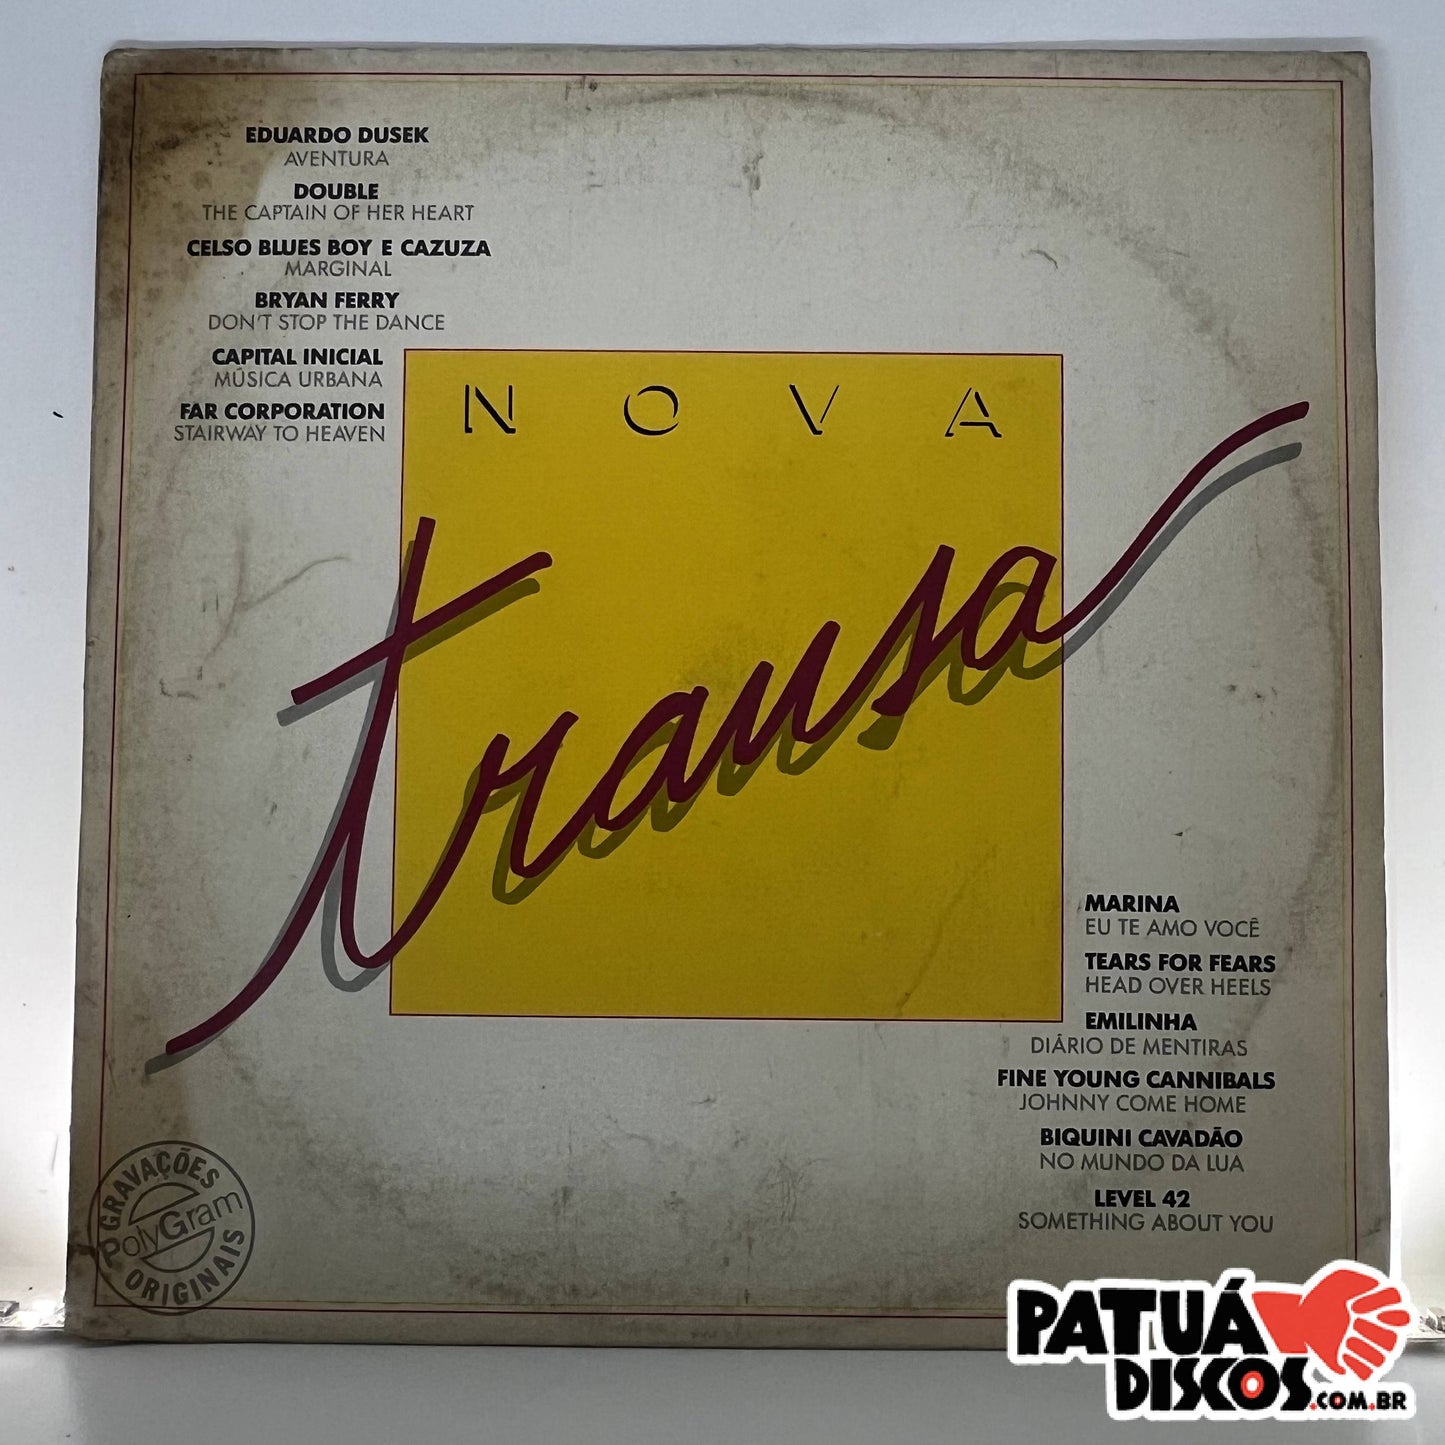 EDUARDO DUSEK
AVENTURA
DOUBLE
THE CAPTAIN OF HER HEART
CELSO BLUES BOY E CAZUZA
MARGINAL
BRYAN FERRY
DON'T STOP THE DANCE
CAPITAL INICIAL
MÚSICA URBANA
FAR CORPORATION
STAIRWAY TO HEAVEN
NOVA
transa
MARINA
EU TE AMO VOCÊ
TEARS FOR FEARS
HEAD OVER HEELS
EMILINHA
DIÁRIO DE MENTIRAS
FINE YOUNG CANNIBALS
JOHNNY COME HOME
BIQUINI CAVADÃO
NO MUNDO DA LUA
LEVEL 42
SOMETHING ABOUT YOU
GRAVAÇÕES
PolyGram
ORIGINAIS
PATUÁ
DISCOS.COM.BR